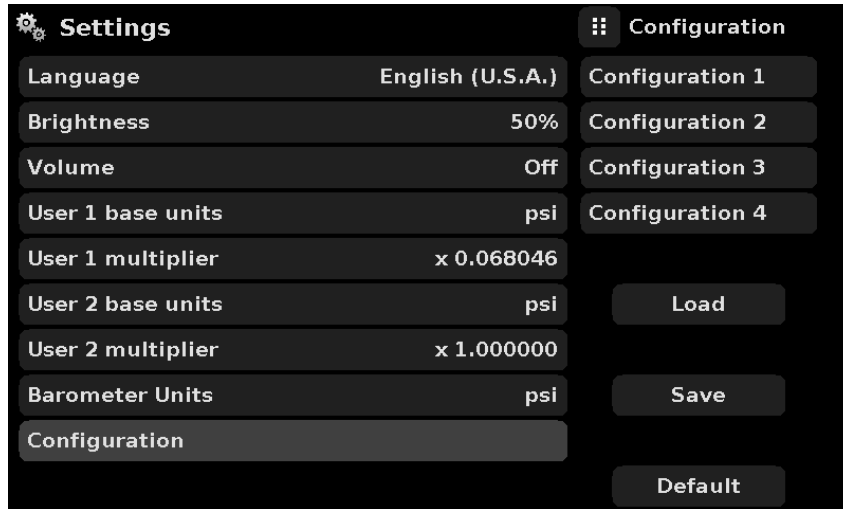 Settings
Language English (U.S.A.)
Brightness 50%
Volume Off
User 1 base units psi
User 1 multiplier x 0.068046
User 2 base units psi
User 2 multiplier x 1.000000
Barometer Units psi
Configuration
Configuration
Configuration 1
Configuration 2
Configuration 3
Configuration 4
Load
Save
Default